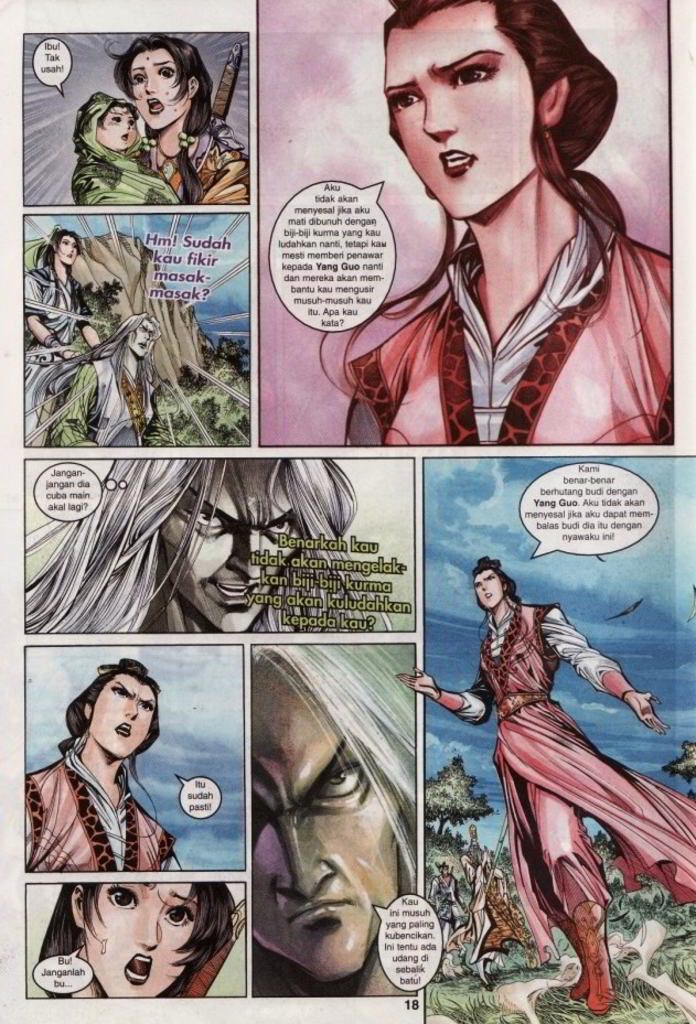 Ibu!
Tak
usah!
Aku
tidak akan
menyesal jika aku
mati dibunuh dengan
biji-biji kurma yang kau
ludahkan nanti, tetapi kau
mesti memberi penawar
kepada Yang Guo nanti
dan mereka akan mem-
bantu kau mengusir
musuh-musuh kau
itu. Apa kau
kata?
Hm! Sudah
kau fikir
masak-
masak?
Jangan-
jangan dia
cuba main
akal lagi?
Benarkah kau
tidak akan mengelak-
kan biji-biji kurma
yang akan kuludahkan
kepada kau?
Kami
benar-benar
berhutang budi dengan
Yang Guo. Aku tidak akan
menyesal jika aku dapat mem-
balas budi dia itu dengan
nyawaku ini!
Itu
sudah
pasti!
Kau
ini musuh
yang paling
kubencikan.
Ini tentu ada
udang di
sebalik
batu!
Bu!
Janganlah
bu...
18